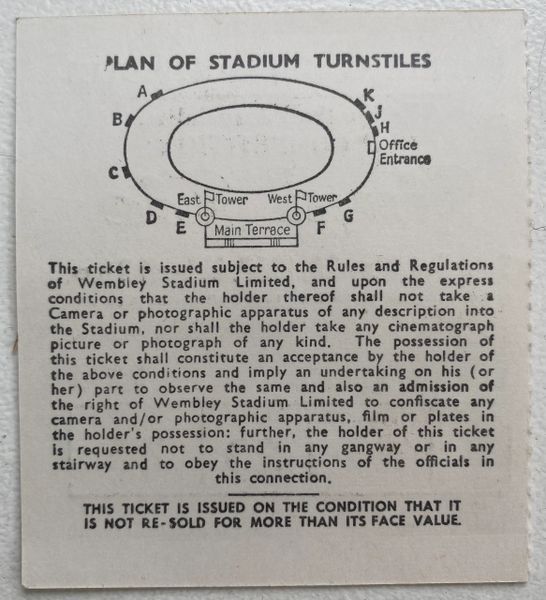 PLAN OF STADIUM TURNSTILES
A
K
J
B
H
Office
Entrance
C
East Tower
West Tower
D
E
F
G
Main Terrace
This ticket is issued subject to the Rules and Regulations
of Wembley Stadium Limited, and upon the express
conditions that the holder thereof shall not take a
Camera or photographic apparatus of any description into
the Stadium, nor shall the holder take any cinematograph
picture or photograph of any kind. The possession of
this ticket shall constitute an acceptance by the holder of
the above conditions and imply an undertaking on his (or
her) part to observe the same and also an admission of
the right of Wembley Stadium Limited to confiscate any
camera and/or photographic apparatus, film or plates in
the holder's possession: further, the holder of this ticket
is requested not to stand in any gangway or in any
stairway and to obey the instructions of the officials in
this connection.
THIS TICKET IS ISSUED ON THE CONDITION THAT IT
IS NOT RE-SOLD FOR MORE THAN ITS FACE VALUE.